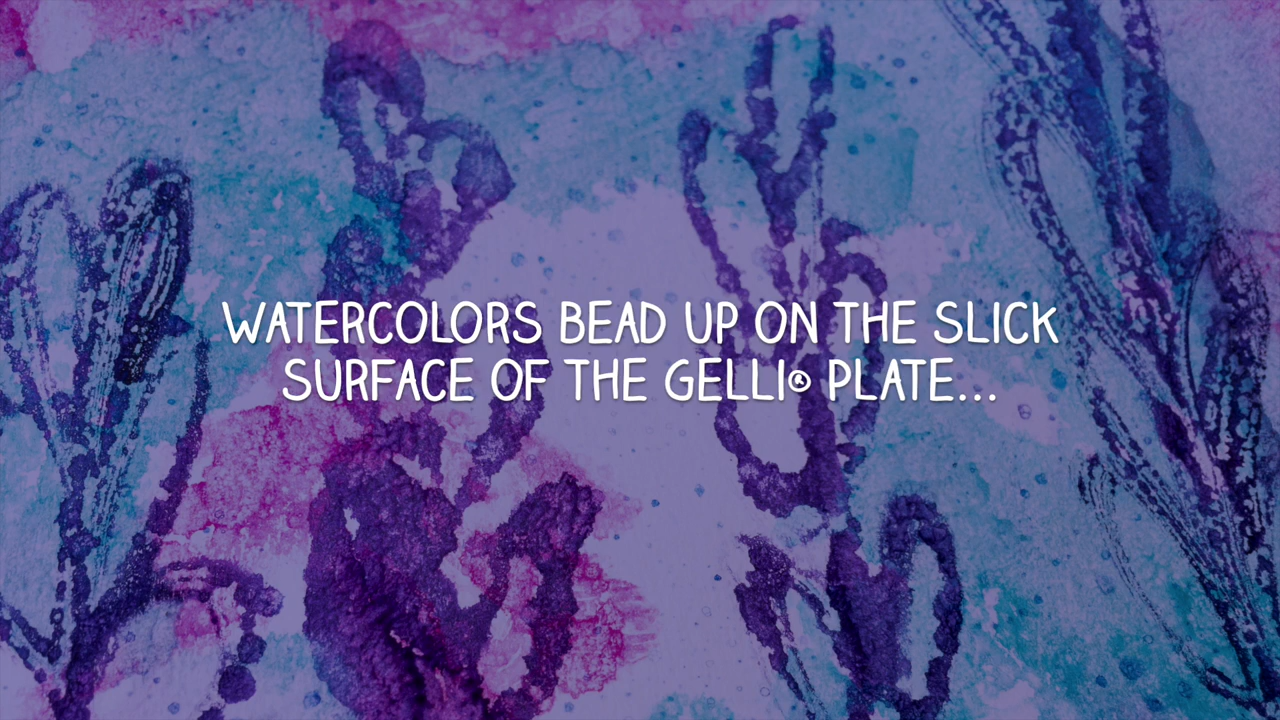 WATERCOLORS BEAD UP ON THE SLICK
SURFACE OF THE GELLI® PLATE...